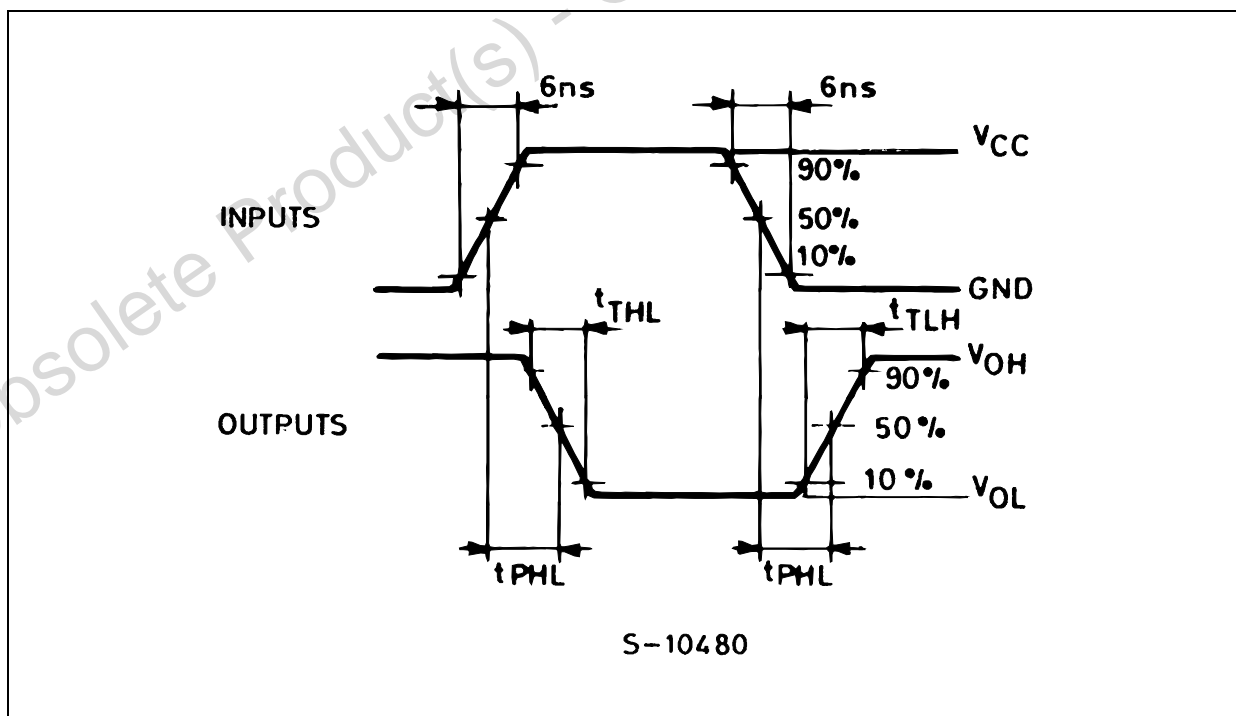 6ns 6ns
VCC
90%
INPUTS 50%
10%
GND
tTHL tTLH
VOH
90%
OUTPUTS 50%
10% VOL
tPHL tPHL
S-10480
Product(s) -